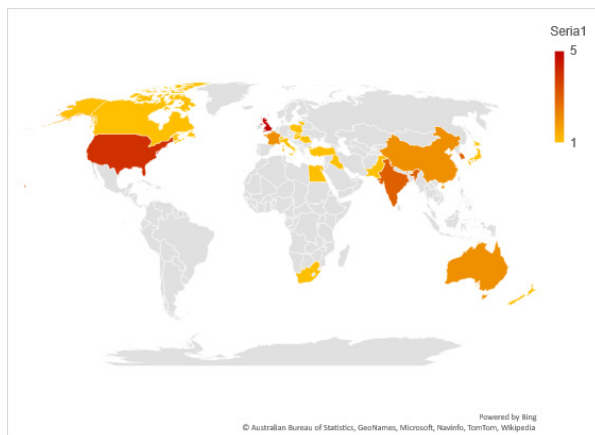 Seria1
5
1
Powered by Bing
© Australian Bureau of Statistics, GeoNames, Microsoft, Navinfo, TomTom, Wikipedia